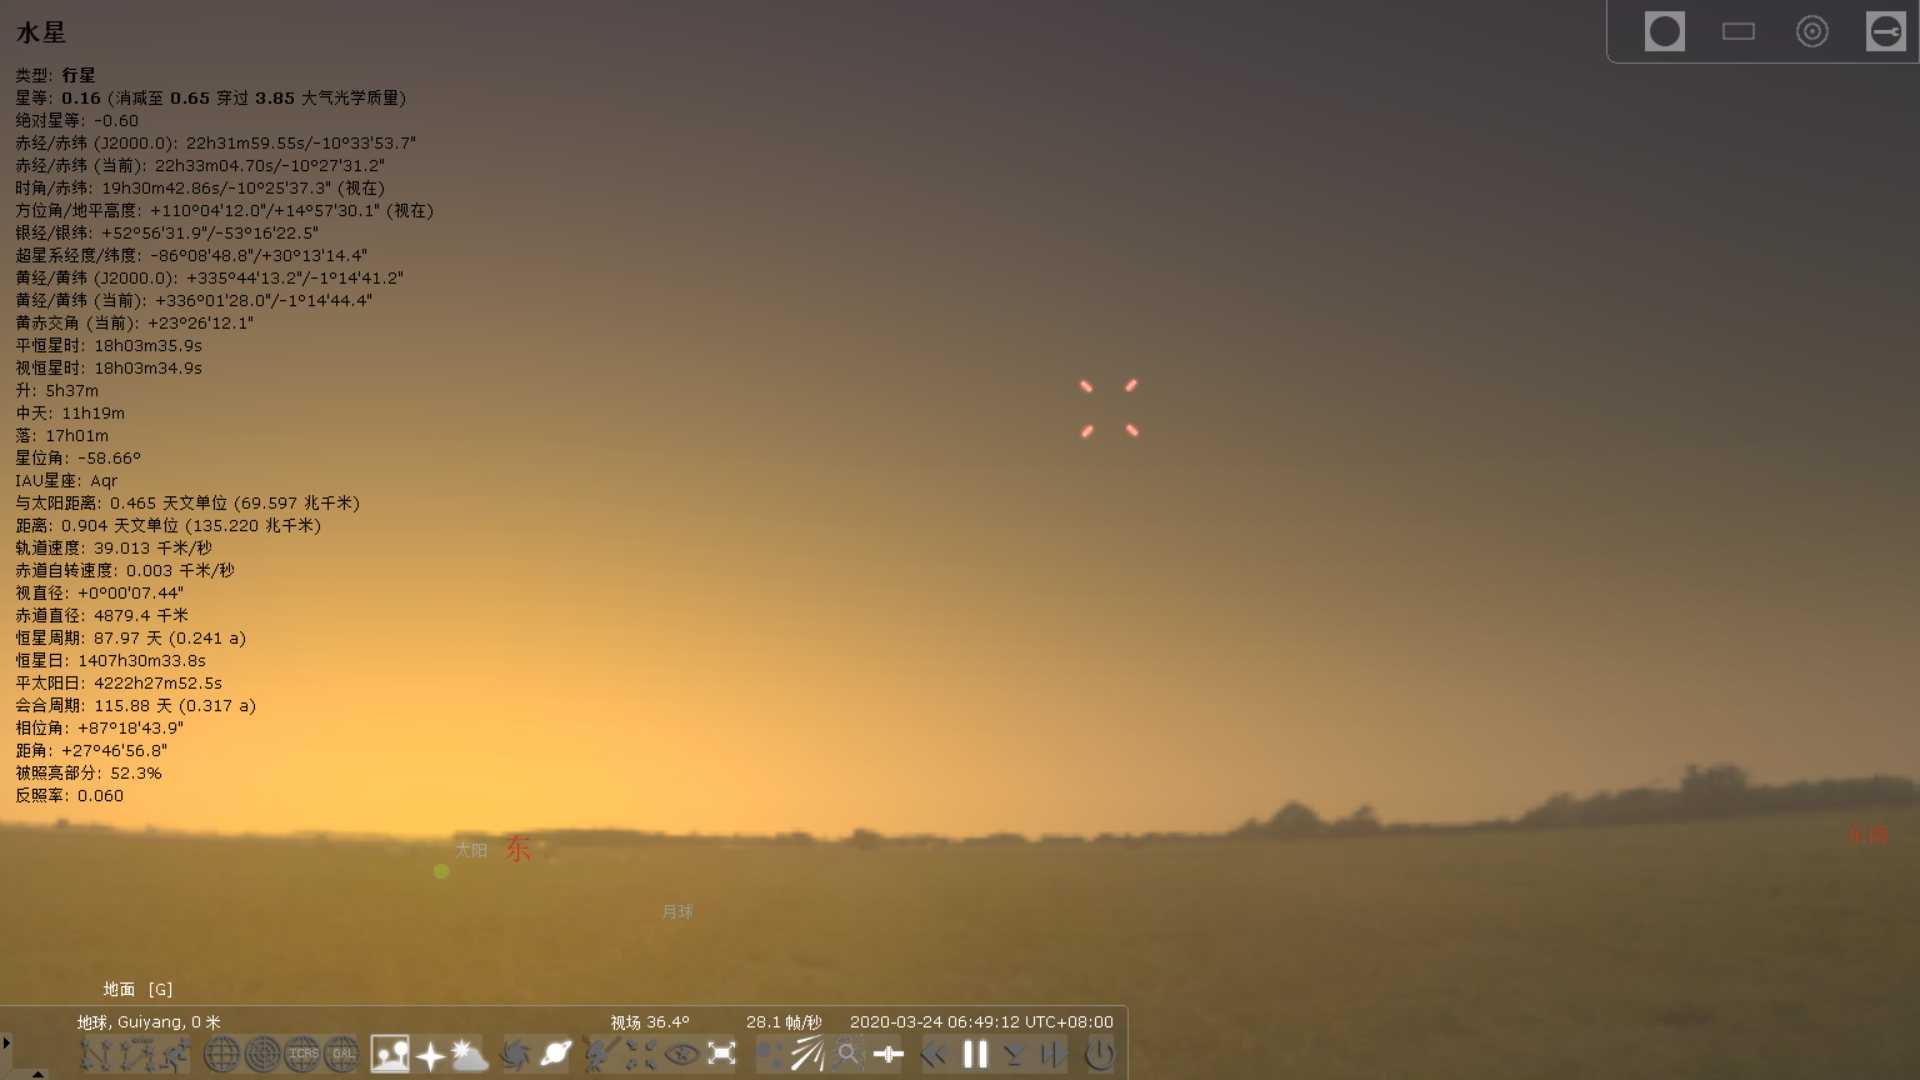 水星
类型: 行星
星等: 0.16 (消减至 0.65 穿过 3.85 大气光学质量)
绝对星等: -0.60
赤经/赤纬 (J2000.0): 22h31m59.55s/-10°33'53.7"
赤经/赤纬 (当前): 22h33m04.70s/-10°27'31.2"
时角/赤纬: 19h30m42.86s/-10°25'37.3" (视在)
方位角/地平高度: +110°04'12.0"/+14°57'30.1" (视在)
银经/银纬: +52°56'31.9"/-53°16'22.5"
超星系经度/纬度: -86°08'48.8"/+30°13'14.4"
黄经/黄纬 (J2000.0): +335°44'13.2"/-1°14'41.2"
黄经/黄纬 (当前): +336°01'28.0"/-1°14'44.4"
黄赤交角 (当前): +23°26'12.1"
平恒星时: 18h03m35.9s
视恒星时: 18h03m34.9s
升: 5h37m
中天: 11h19m
落: 17h01m
星位角: -58.66°
IAU星座: Aqr
与太阳距离: 0.465 天文单位 (69.597 兆千米)
距离: 0.904 天文单位 (135.220 兆千米)
轨道速度: 39.013 千米/秒
赤道自转速度: 0.003 千米/秒
视直径: +0°00'07.44"
赤道直径: 4879.4 千米
恒星周期: 87.97 天 (0.241 a)
恒星日: 1407h30m33.8s
平太阳日: 4222h27m52.5s
会合周期: 115.88 天 (0.317 a)
相位角: +87°18'43.9"
距角: +27°46'56.8"
被照亮部分: 52.3%
反照率: 0.060
太阳 东 东南
月球
地面 [G]
地球, Guiyang, 0 米 视场 36.4° 28.1 帧/秒 2020-03-24 06:49:12 UTC+08:00
ICRS GAL